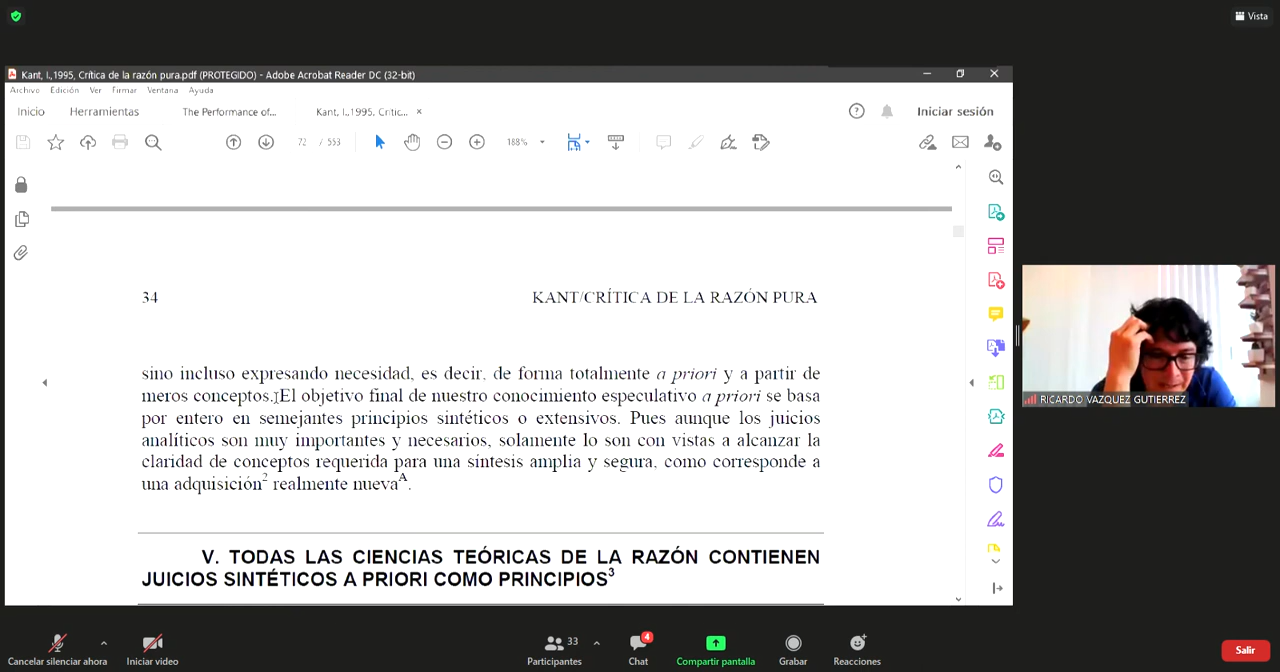 Vista
Kant, I.,1995, Crítica de la razón pura.pdf (PROTEGIDO) - Adobe Acrobat Reader DC (32-bit)
Archivo Edición Ver Firmar Ventana Ayuda
Inicio Herramientas The Performance of... Kant, I.,1995, Crític... × Iniciar sesión
72 / 553 188%
34 KANT/CRÍTICA DE LA RAZÓN PURA
sino incluso expresando necesidad, es decir, de forma totalmente a priori y a partir de
meros conceptos. El objetivo final de nuestro conocimiento especulativo a priori se basa
por entero en semejantes principios sintéticos o extensivos. Pues aunque los juicios
analíticos son muy importantes y necesarios, solamente lo son con vistas a alcanzar la
claridad de conceptos requerida para una síntesis amplia y segura, como corresponde a
una adquisición2 realmente nuevaA.
V. TODAS LAS CIENCIAS TEÓRICAS DE LA RAZÓN CONTIENEN
JUICIOS SINTÉTICOS A PRIORI COMO PRINCIPIOS3
RICARDO VAZQUEZ GUTIERREZ
33 4
Cancelar silenciar ahora Iniciar video Participantes Chat Compartir pantalla Grabar Reacciones Salir